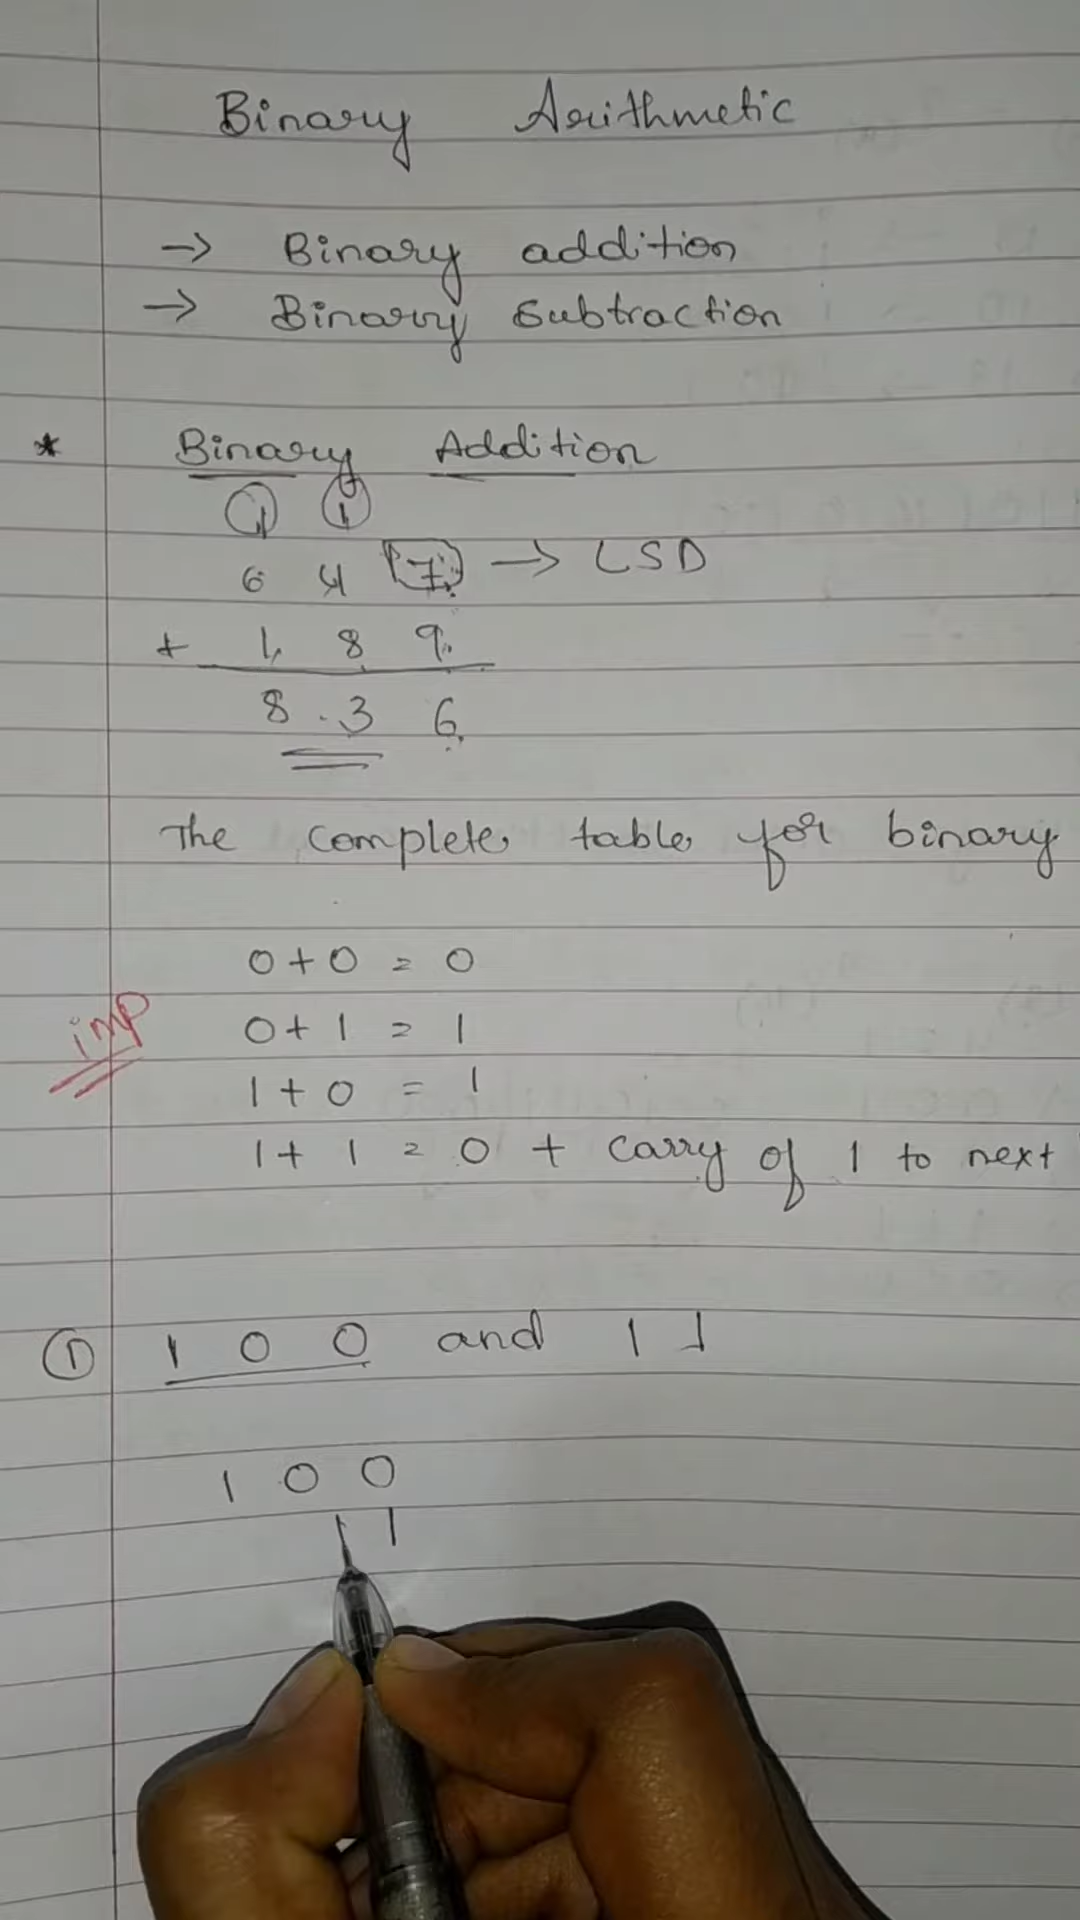 Binary Arithmetic
→ Binary addition
→ Binary Subtraction
* Binary Addition
1 1
6 4 7 → LSD
+ 1 8 9
8 3 6
The complete table for binary
0 + 0 = 0
imp
0 + 1 = 1
1 + 0 = 1
1 + 1 = 0 + carry of 1 to next
① 1 0 0 and 1 1
1 0 0
1 1